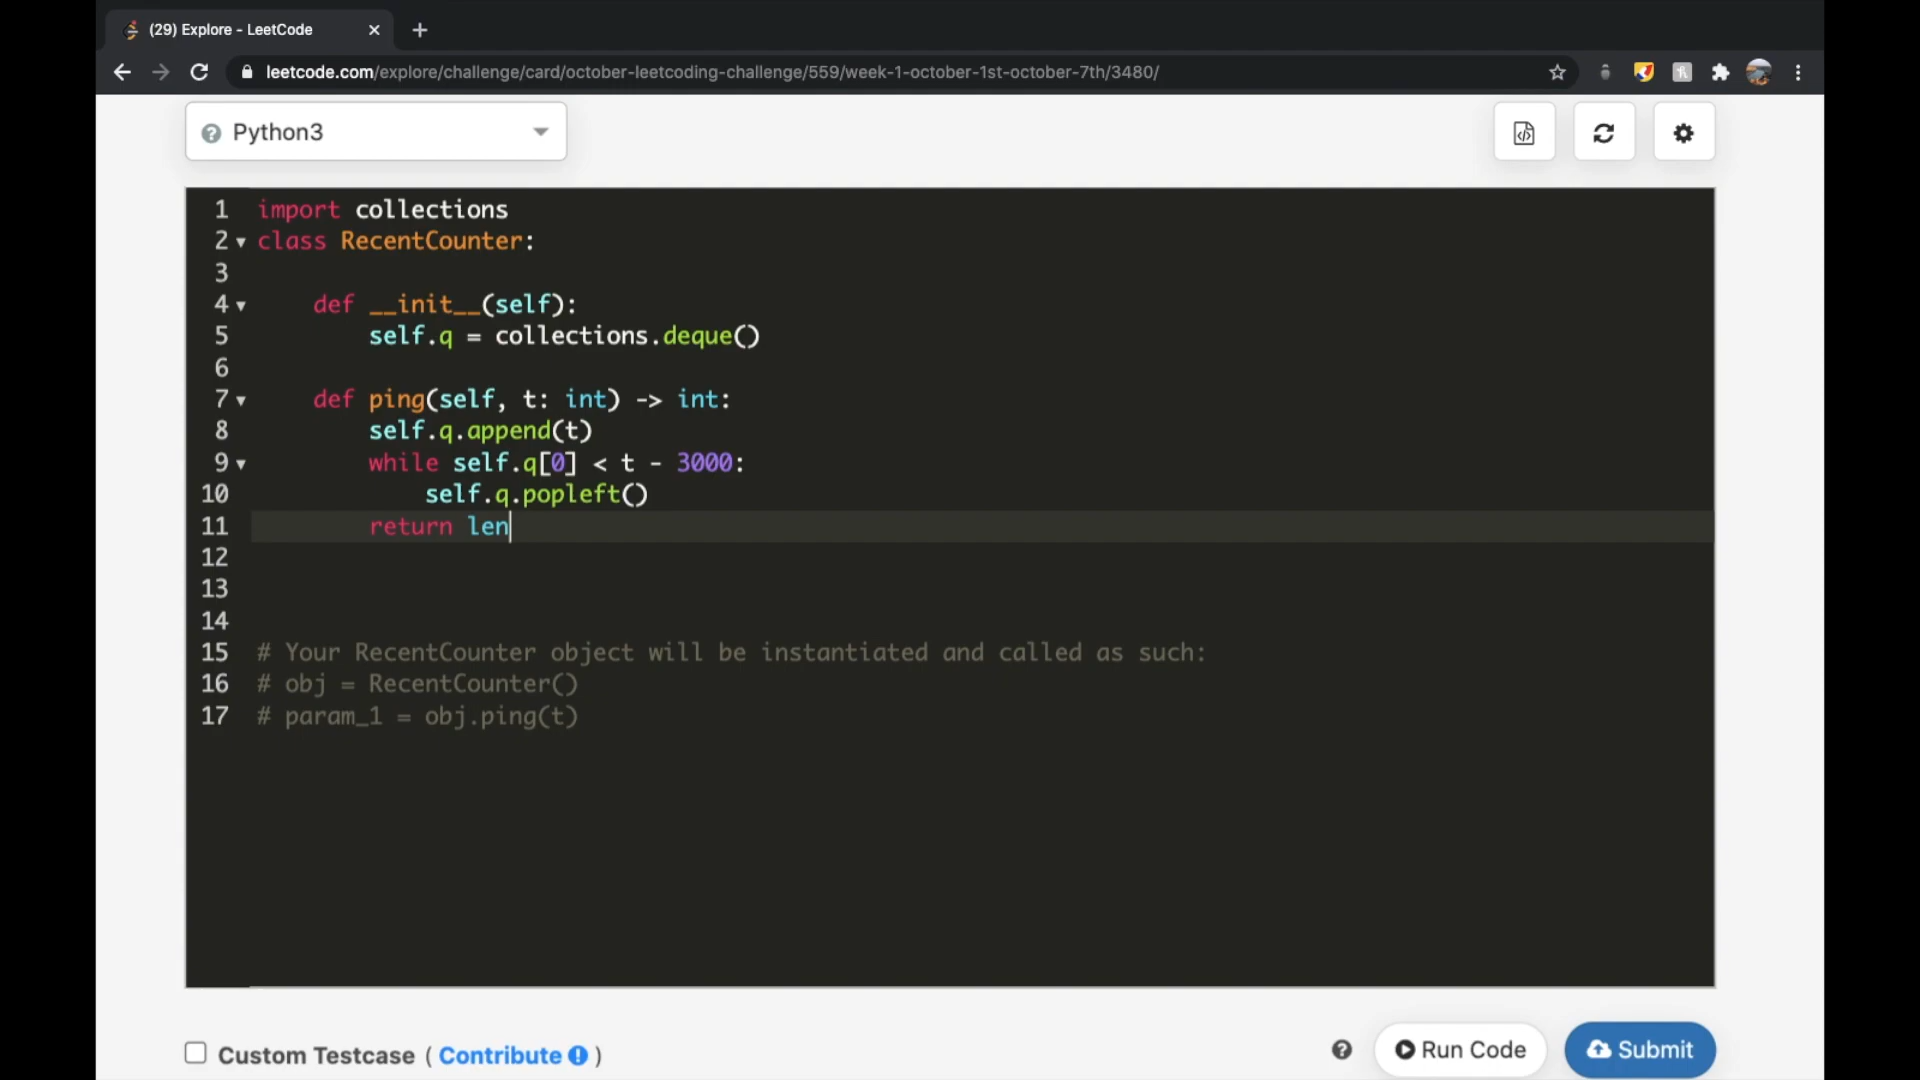 (29) Explore - LeetCode
leetcode.com/explore/challenge/card/october-leetcoding-challenge/559/week-1-october-1st-october-7th/3480/
Python3
1 import collections
2 class RecentCounter:
3
4 def __init__(self):
5 self.q = collections.deque()
6
7 def ping(self, t: int) -> int:
8 self.q.append(t)
9 while self.q[0] < t - 3000:
10 self.q.popleft()
11 return len
12
13
14
15 # Your RecentCounter object will be instantiated and called as such:
16 # obj = RecentCounter()
17 # param_1 = obj.ping(t)
Custom Testcase ( Contribute )
Run Code
Submit